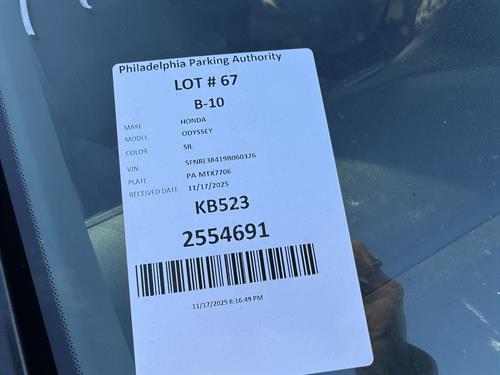 Philadelphia Parking Authority
LOT # 67
B-10
MAKE HONDA
MODEL ODYSSEY
COLOR SIL
VIN 5FNRL38419B060326
PLATE PA-MTX7706
RECEIVED DATE 11/17/2025
KB523
2554691
11/17/2025 8:16:49 PM